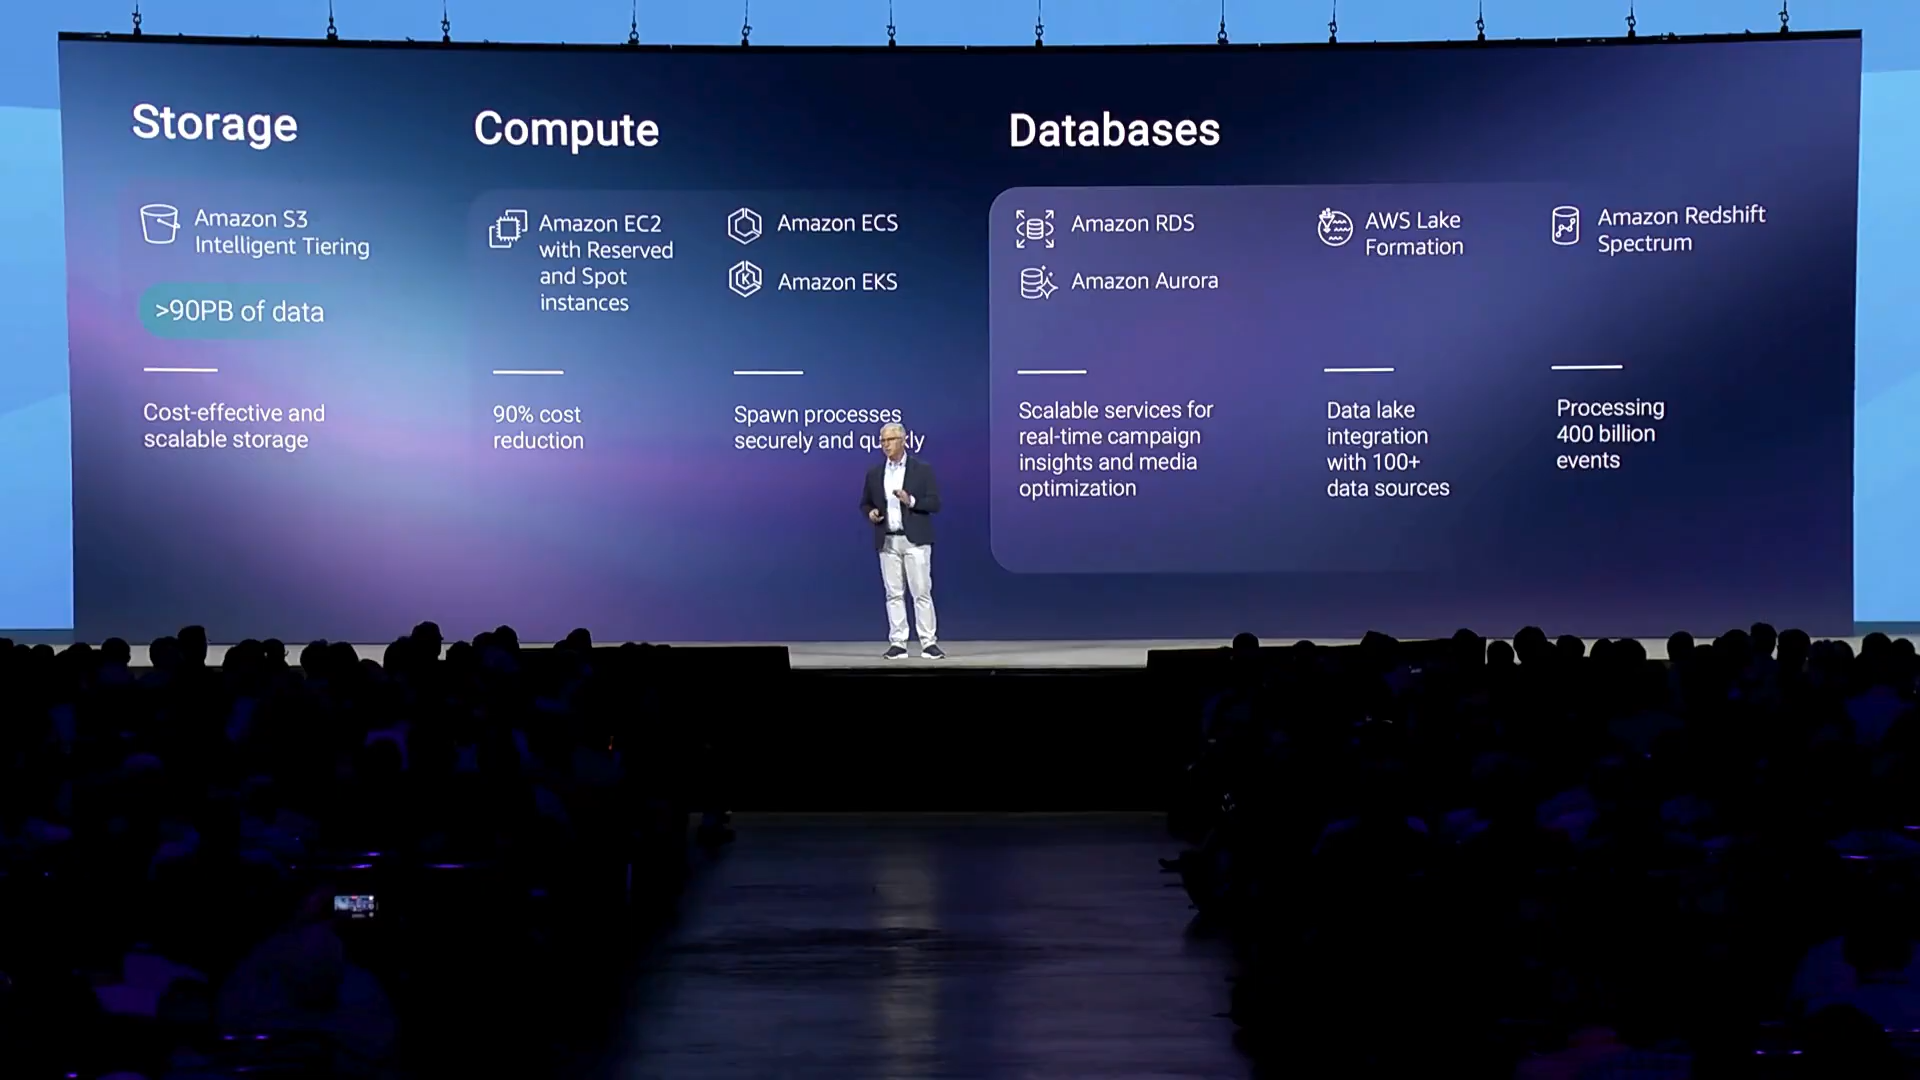 Storage
Amazon S3
Intelligent Tiering
>90PB of data
Cost-effective and
scalable storage
Compute
Amazon EC2
with Reserved
and Spot
instances
90% cost
reduction
Amazon ECS
Amazon EKS
Spawn processes
securely and quickly
Databases
Amazon RDS
Amazon Aurora
Scalable services for
real-time campaign
insights and media
optimization
AWS Lake
Formation
Data lake
integration
with 100+
data sources
Amazon Redshift
Spectrum
Processing
400 billion
events